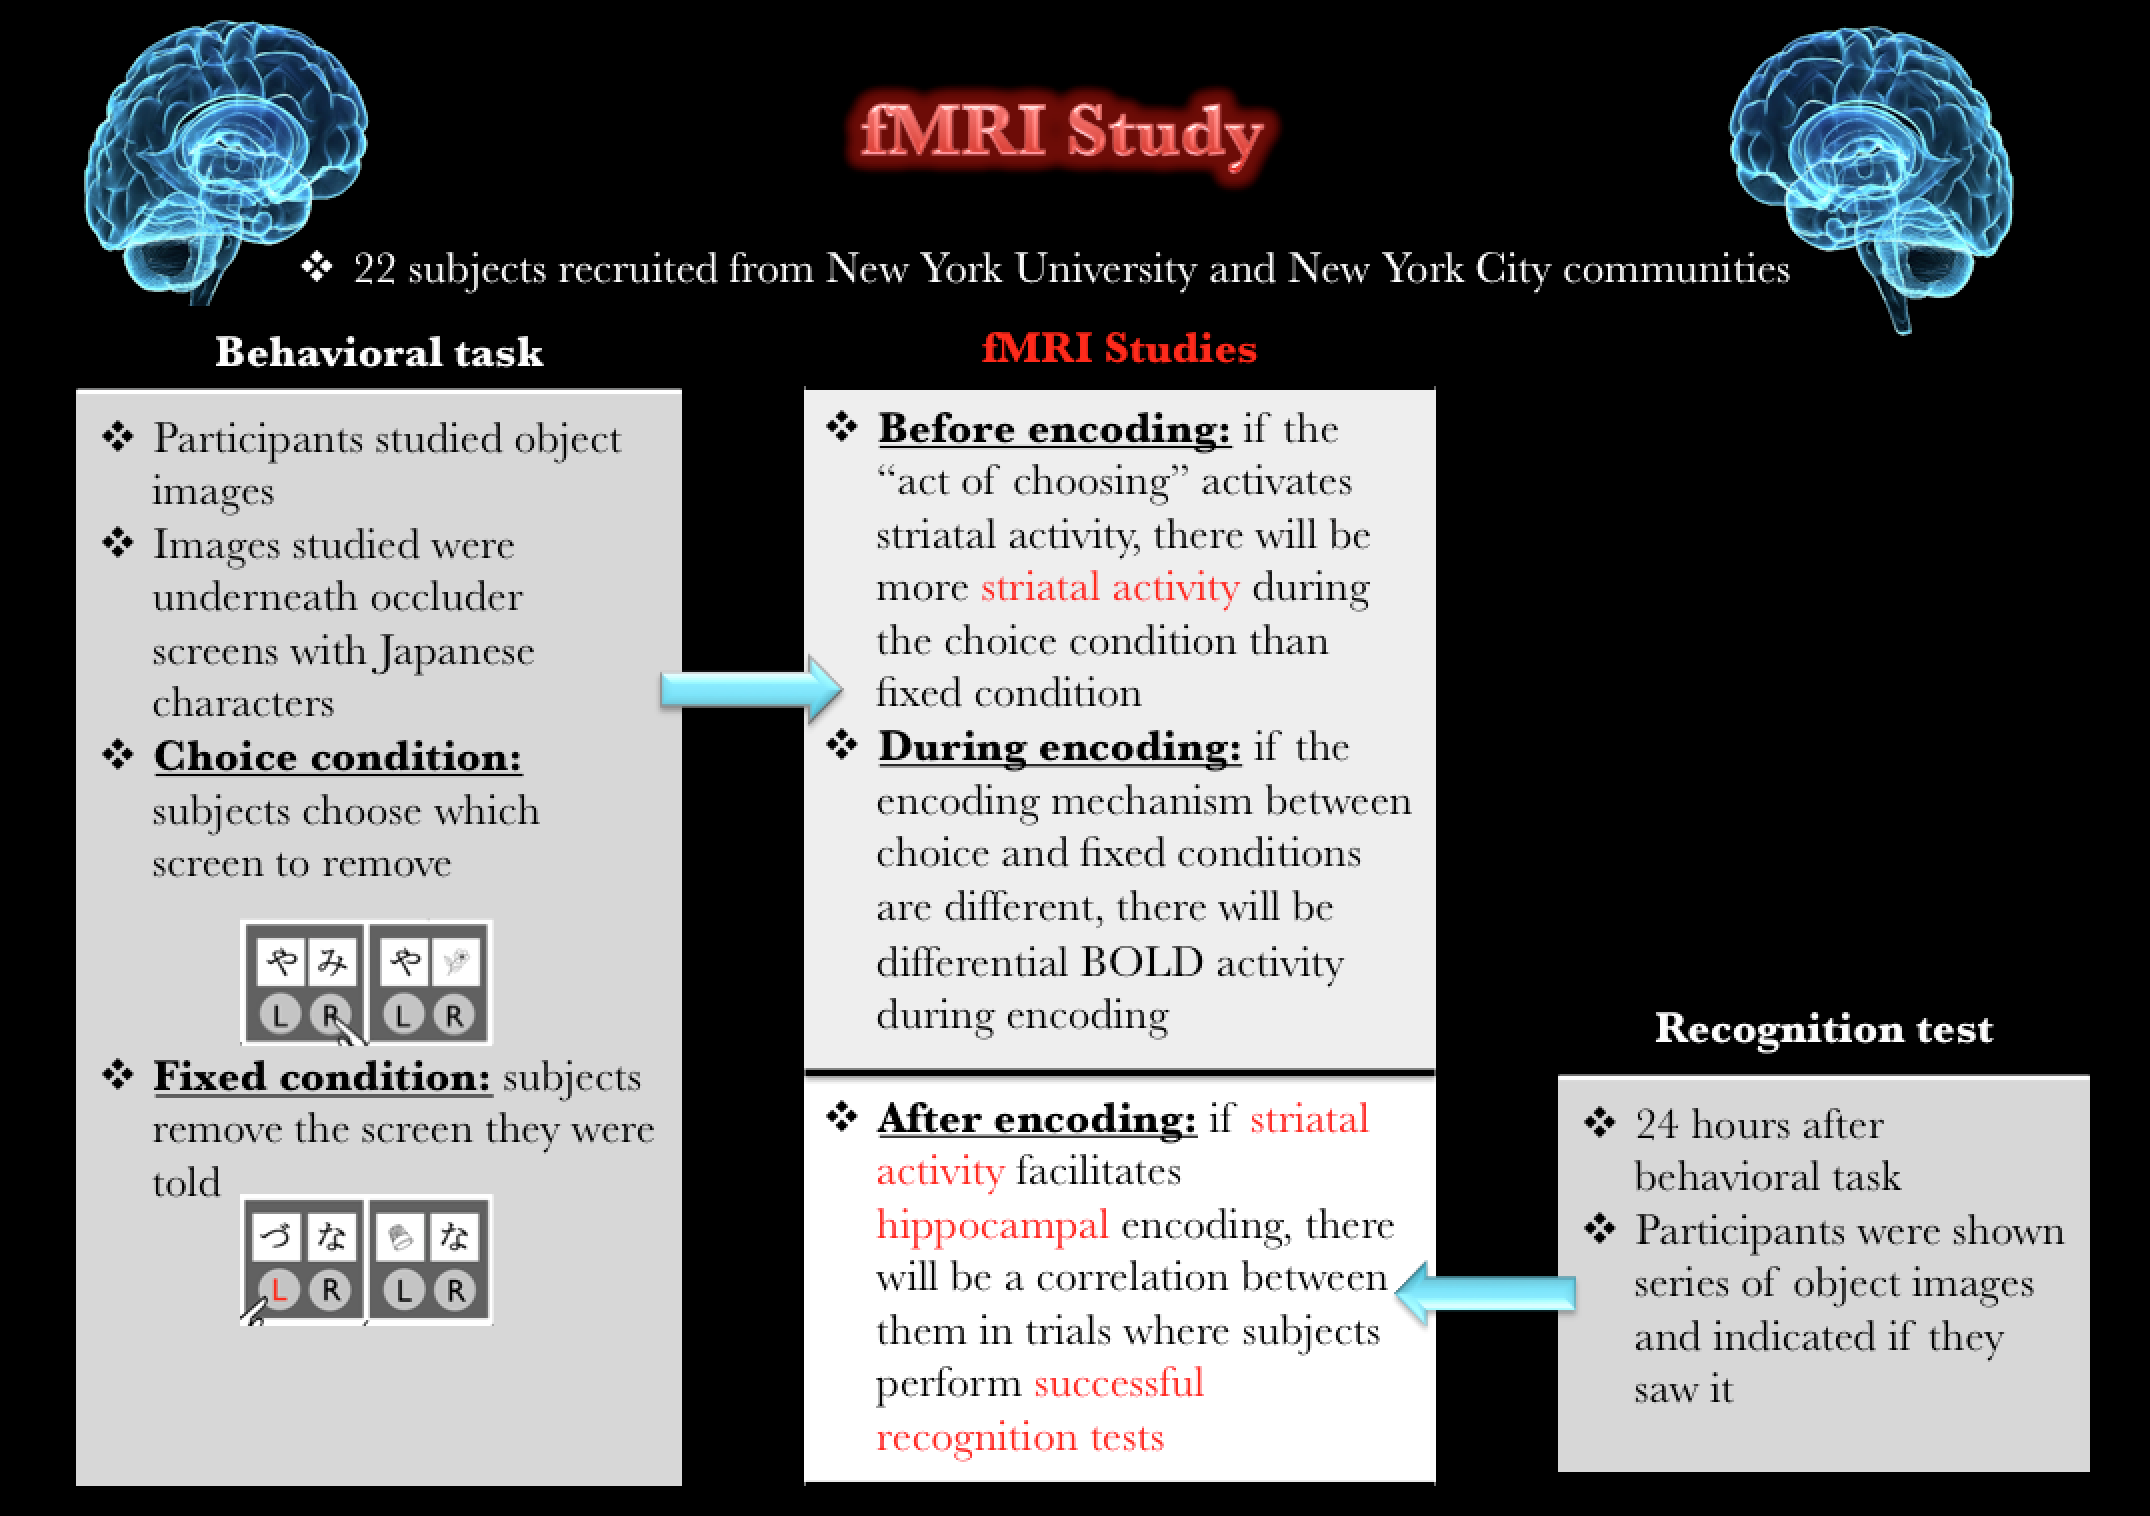 fMRI Study
❖ 22 subjects recruited from New York University and New York City communities
Behavioral task
❖ Participants studied object
images
❖ Images studied were
underneath occluder
screens with Japanese
characters
❖ Choice condition:
subjects choose which
screen to remove
や み や
L R L R
❖ Fixed condition: subjects
remove the screen they were
told
づ な な
L R L R
fMRI Studies
❖ Before encoding: if the
“act of choosing” activates
striatal activity, there will be
more striatal activity during
the choice condition than
fixed condition
❖ During encoding: if the
encoding mechanism between
choice and fixed conditions
are different, there will be
differential BOLD activity
during encoding
❖ After encoding: if striatal
activity facilitates
hippocampal encoding, there
will be a correlation between
them in trials where subjects
perform successful
recognition tests
Recognition test
❖ 24 hours after
behavioral task
❖ Participants were shown
series of object images
and indicated if they
saw it